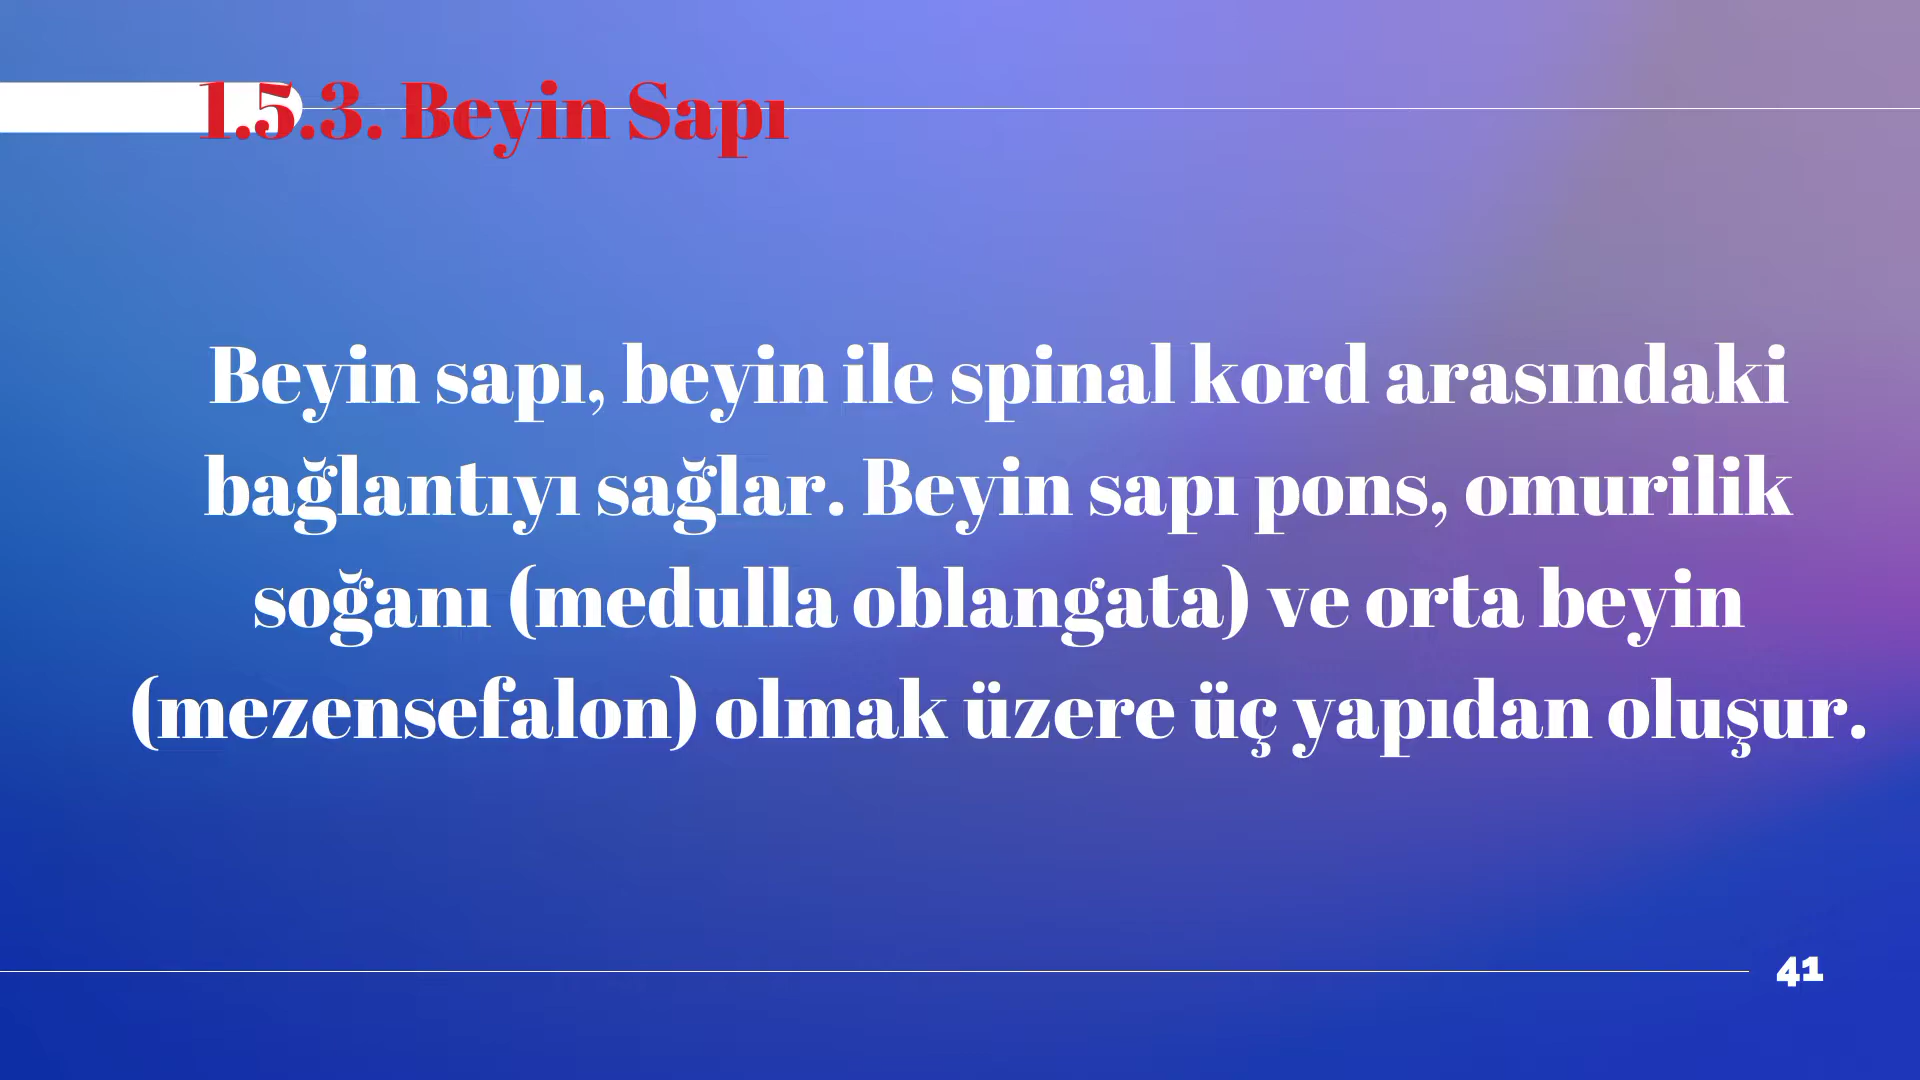 1.5.3. Beyin Sapı
Beyin sapı, beyin ile spinal kord arasındaki
bağlantıyı sağlar. Beyin sapı pons, omurilik
soğanı (medulla oblangata) ve orta beyin
(mezensefalon) olmak üzere üç yapıdan oluşur.
41